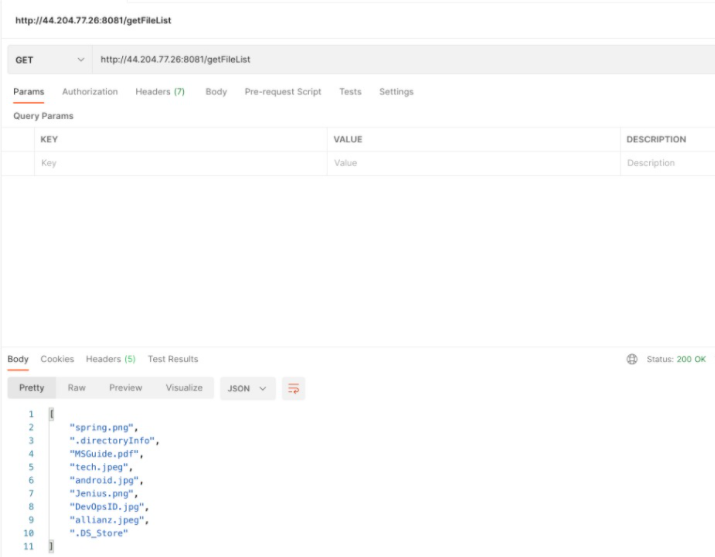 http://44.204.77.26:8081/getFileList
GET http://44.204.77.26:8081/getFileList
Params Authorization Headers (7) Body Pre-request Script Tests Settings
Query Params
KEY VALUE DESCRIPTION
Key Value Description
Body Cookies Headers (5) Test Results Status: 200 OK
Pretty Raw Preview Visualize JSON
1 [
2 "spring.png",
3 ".directoryInfo",
4 "MSGuide.pdf",
5 "tech.jpeg",
6 "android.jpg",
7 "Jenius.png",
8 "DevOpsID.jpg",
9 "allianz.jpeg",
10 ".DS_Store"
11 ]